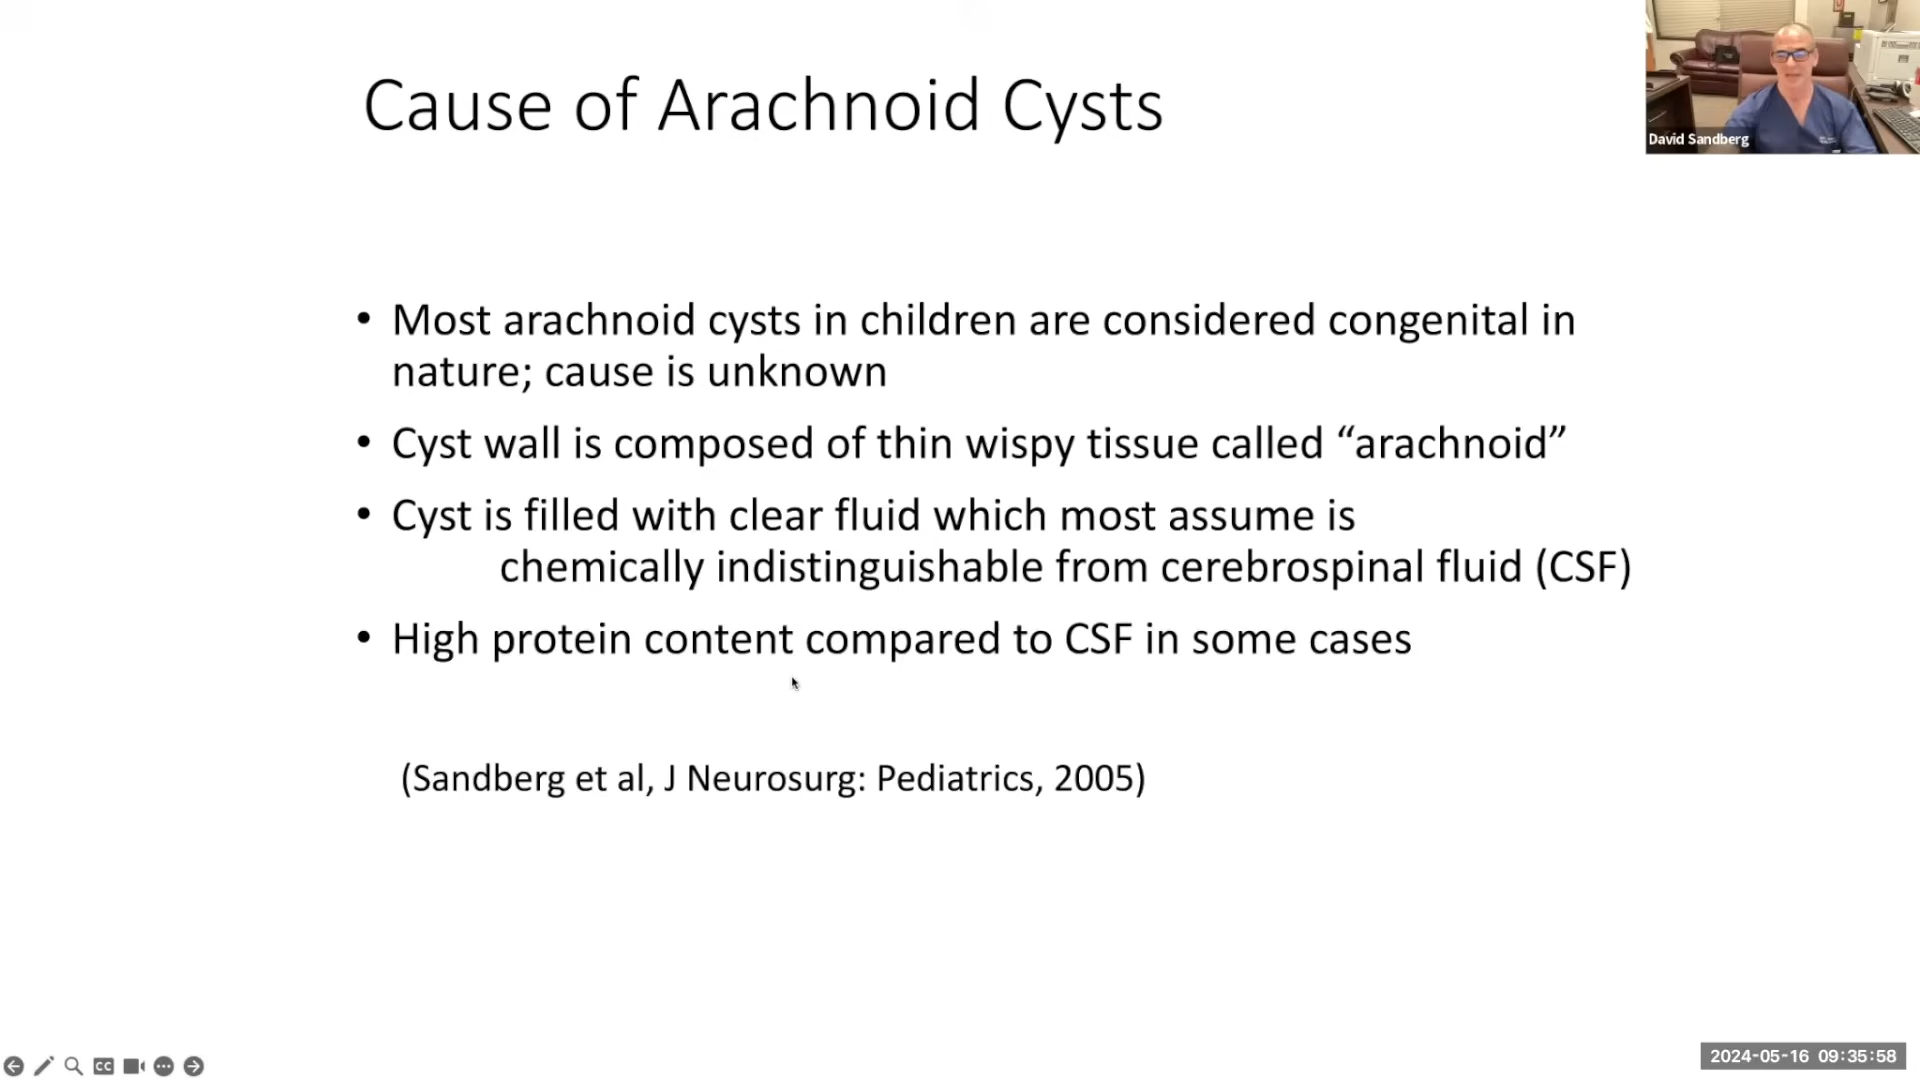 Cause of Arachnoid Cysts
David Sandberg
• Most arachnoid cysts in children are considered congenital in
nature; cause is unknown
• Cyst wall is composed of thin wispy tissue called “arachnoid”
• Cyst is filled with clear fluid which most assume is
chemically indistinguishable from cerebrospinal fluid (CSF)
• High protein content compared to CSF in some cases
(Sandberg et al, J Neurosurg: Pediatrics, 2005)
CC
2024-05-16 09:35:58